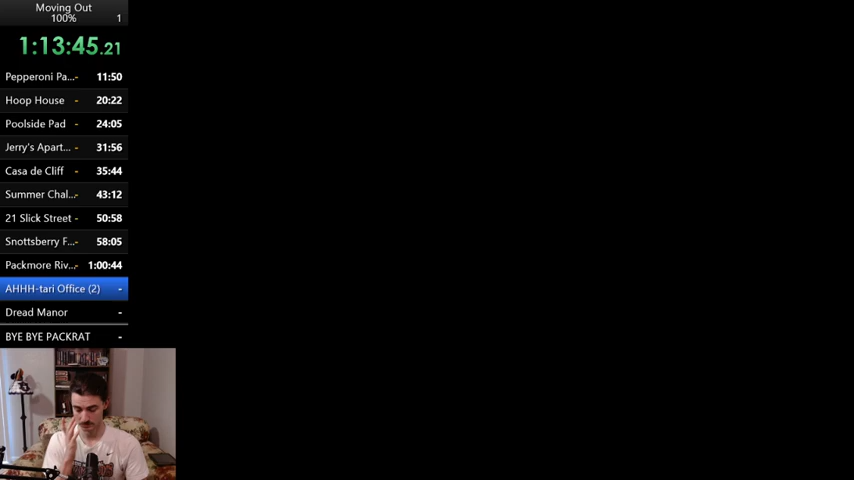 Moving Out
100% 1
1:13:45.21
Pepperoni Pa...- 11:50
Hoop House - 20:22
Poolside Pad - 24:05
Jerry's Apart... - 31:56
Casa de Cliff - 35:44
Summer Chal...- 43:12
21 Slick Street - 50:58
Snottsberry F...- 58:05
Packmore Riv...- 1:00:44
AHHH-tari Office (2) -
Dread Manor -
BYE BYE PACKRAT -